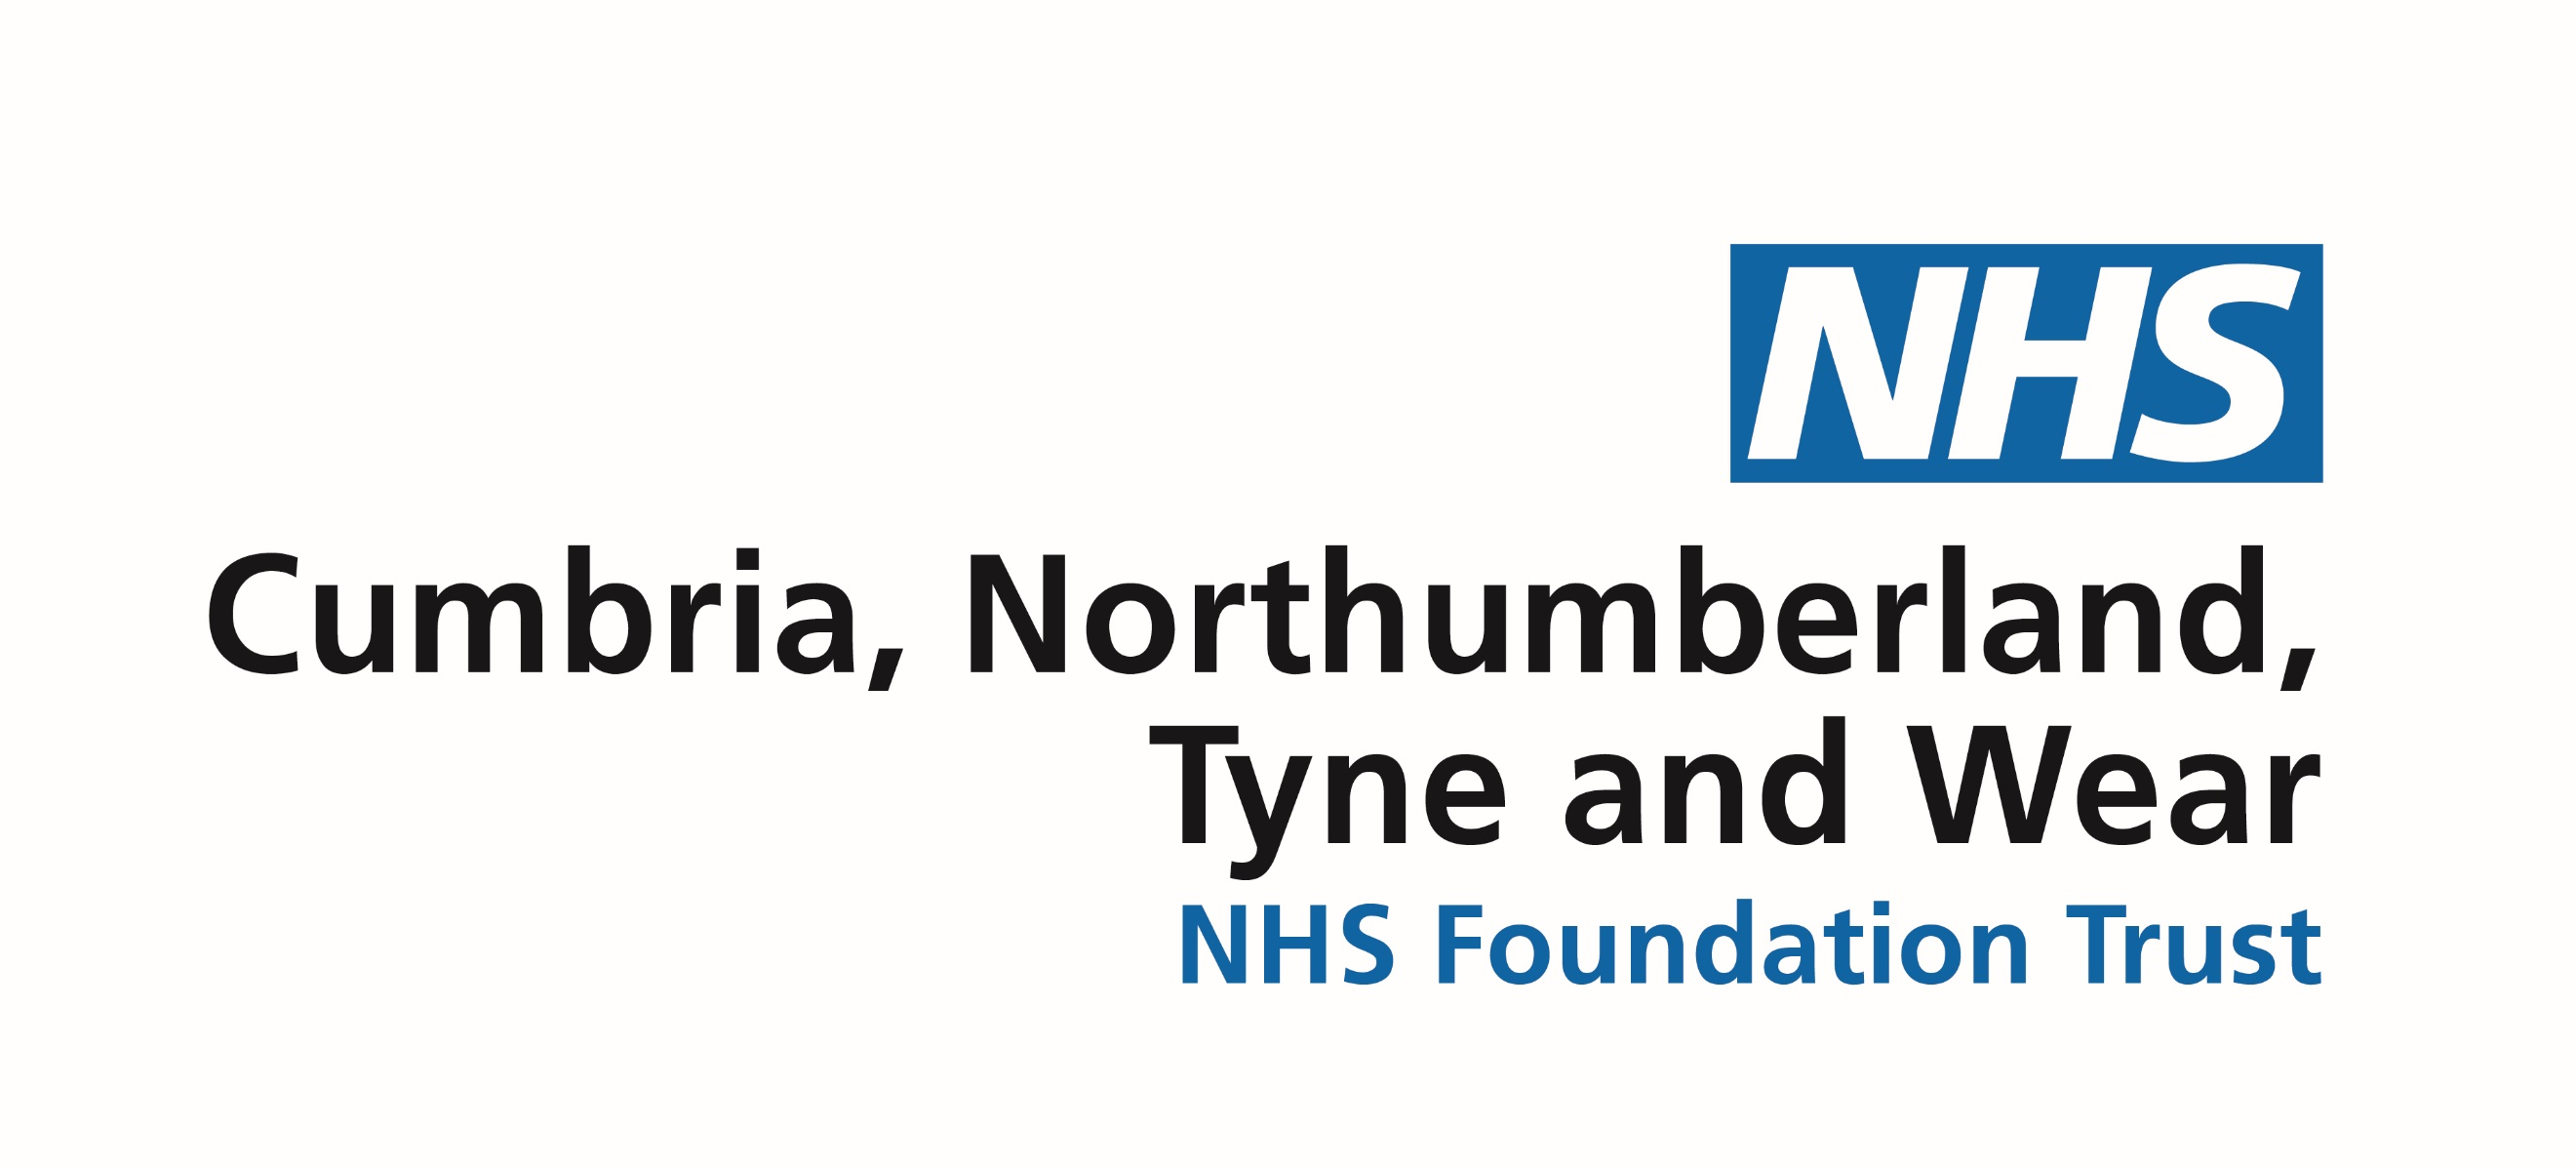 NHS
Cumbria, Northumberland,
Tyne and Wear
NHS Foundation Trust